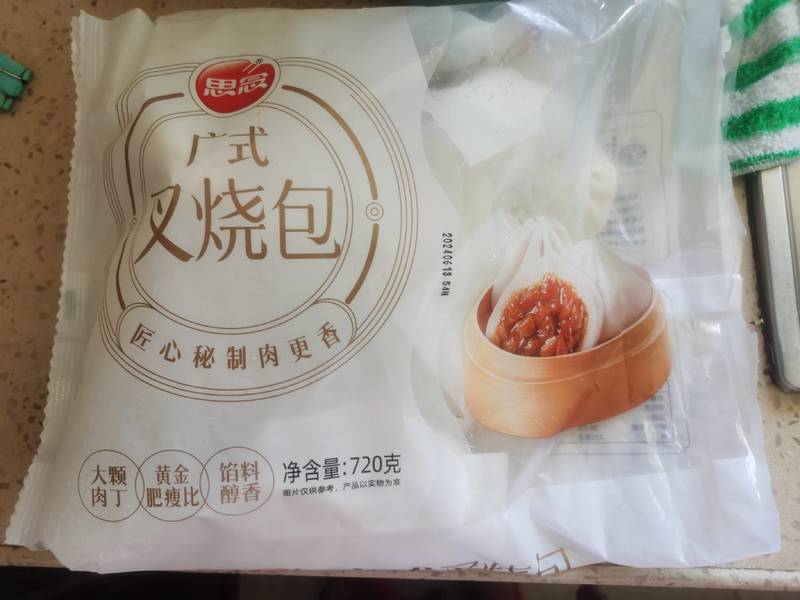 思念®
广式
叉烧包
匠心秘制肉更香
20240613 54N
大颗
肉丁
黄金
肥瘦比
馅料
醇香
净含量:720克
图片仅供参考，产品以实物为准